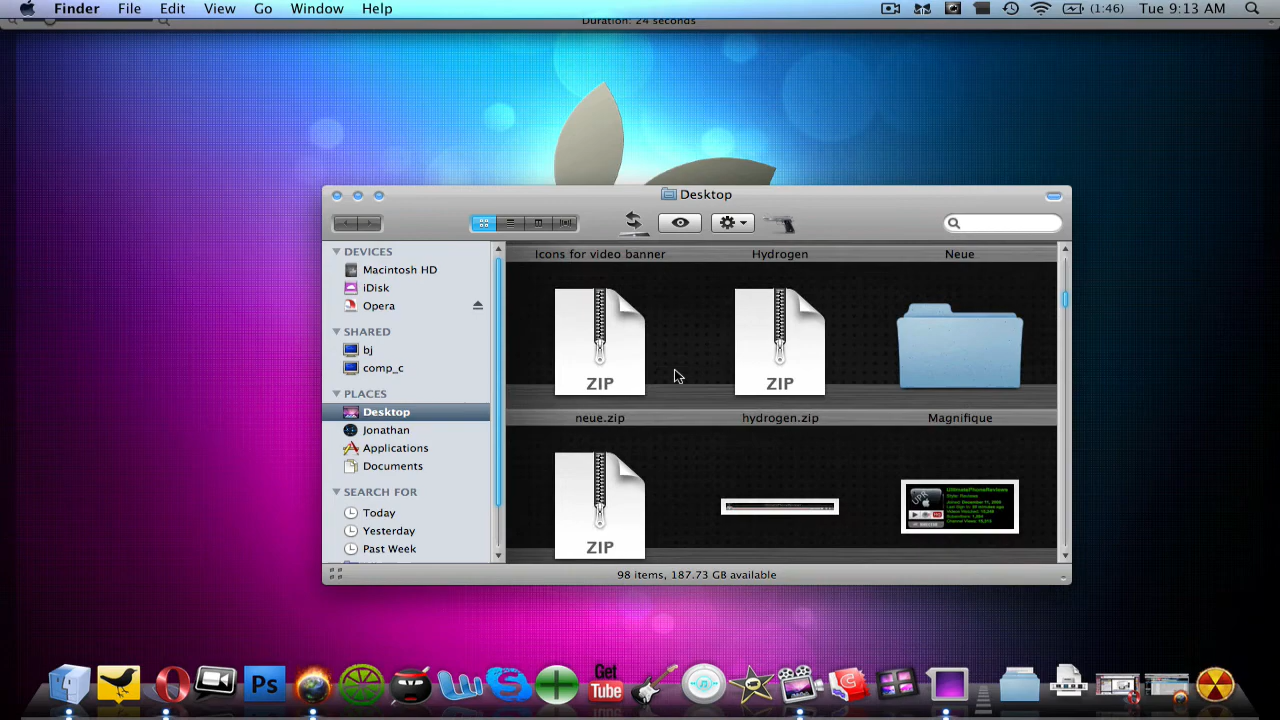 Finder File Edit View Go Window Help (1:46) Tue 9:13 AM
Duration: 24 seconds
Desktop
DEVICES
Macintosh HD
iDisk
Opera
SHARED
bj
comp_c
PLACES
Desktop
Jonathan
Applications
Documents
SEARCH FOR
Today
Yesterday
Past Week
Icons for video banner Hydrogen Neue
ZIP ZIP
neue.zip hydrogen.zip Magnifique
ZIP
UltimatePhoneReviews
98 items, 187.73 GB available
Ps
Get
Tube